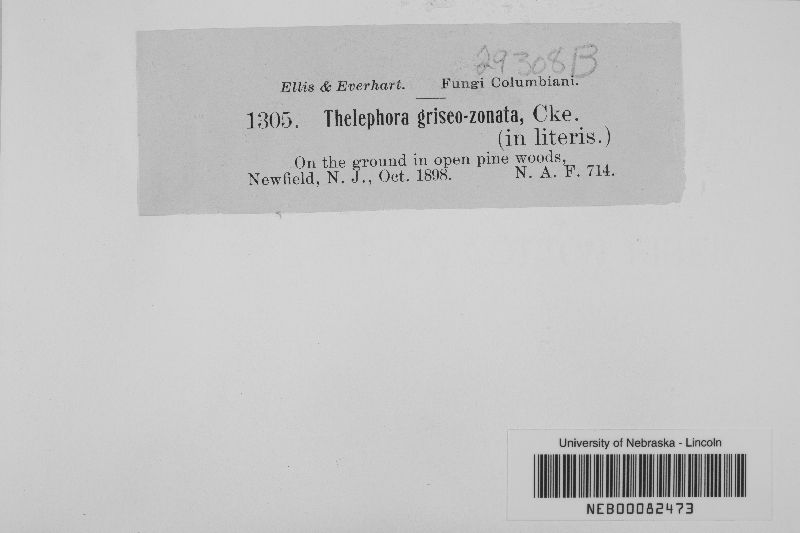 29308B
Ellis & Everhart. Fungi Columbiani.
1305. Thelephora griseo-zonata, Cke.
(in literis.)
On the ground in open pine woods,
Newfield, N. J., Oct. 1898. N. A. F. 714.
University of Nebraska - Lincoln
NEB00082473